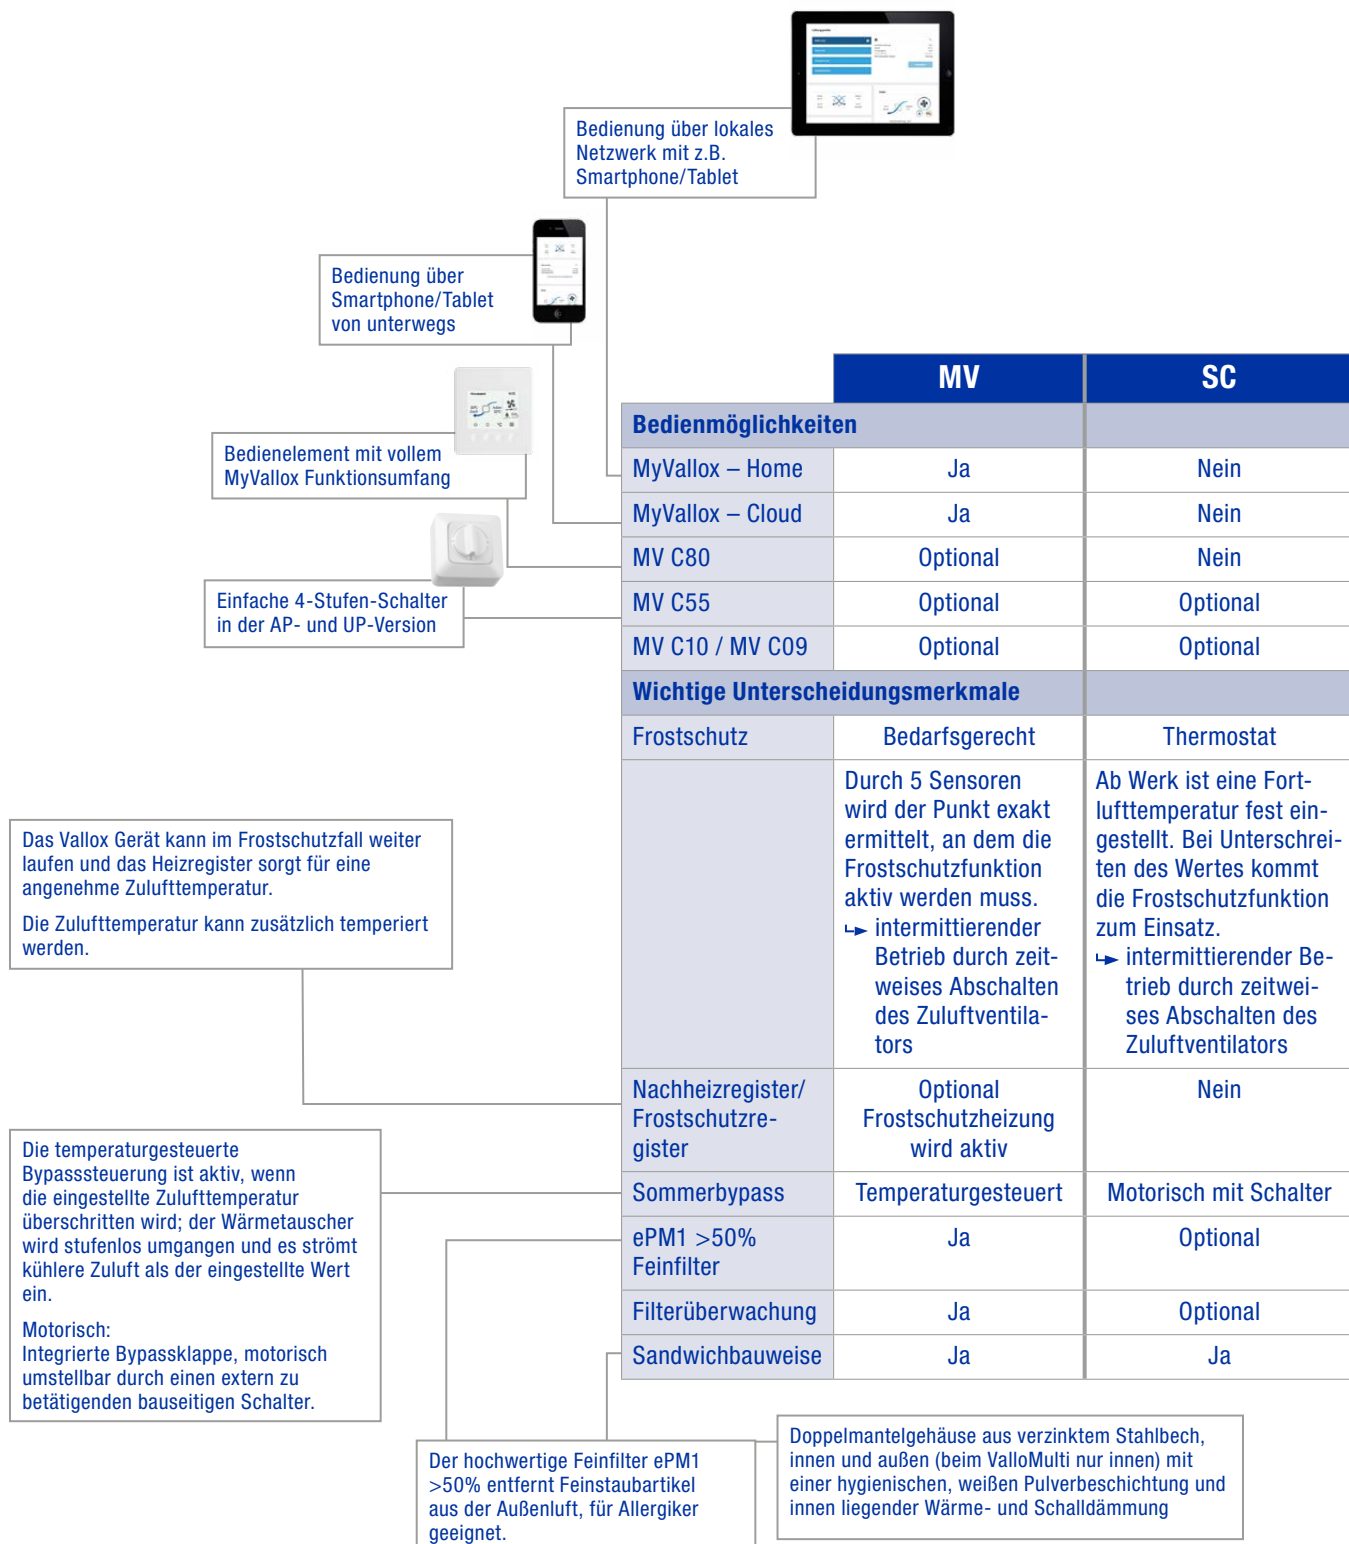 Bedienung über lokales
Netzwerk mit z.B.
Smartphone/Tablet
Bedienung über
Smartphone/Tablet
von unterwegs
Bedienelement mit vollem
MyVallox Funktionsumfang
Einfache 4-Stufen-Schalter
in der AP- und UP-Version
MV SC
Bedienmöglichkeiten
MyVallox – Home Ja Nein
MyVallox – Cloud Ja Nein
MV C80 Optional Nein
MV C55 Optional Optional
MV C10 / MV C09 Optional Optional
Wichtige Unterscheidungsmerkmale
Frostschutz Bedarfsgerecht Thermostat
Durch 5 Sensoren
wird der Punkt exakt
ermittelt, an dem die
Frostschutzfunktion
aktiv werden muss.
↳ intermittierender
Betrieb durch zeit-
weises Abschalten
des Zuluftventila-
tors
Ab Werk ist eine Fort-
lufttemperatur fest ein-
gestellt. Bei Unterschrei-
ten des Wertes kommt
die Frostschutzfunktion
zum Einsatz.
↳ intermittierender Be-
trieb durch zeitwei-
ses Abschalten des
Zuluftventilators
Das Vallox Gerät kann im Frostschutzfall weiter
laufen und das Heizregister sorgt für eine
angenehme Zulufttemperatur.
Die Zulufttemperatur kann zusätzlich temperiert
werden.
Nachheizregister/
Frostschutzre-
gister
Optional
Frostschutzheizung
wird aktiv
Nein
Sommerbypass Temperaturgesteuert Motorisch mit Schalter
ePM1 >50%
Feinfilter
Ja Optional
Filterüberwachung Ja Optional
Sandwichbauweise Ja Ja
Die temperaturgesteuerte
Bypasssteuerung ist aktiv, wenn
die eingestellte Zulufttemperatur
überschritten wird; der Wärmetauscher
wird stufenlos umgangen und es strömt
kühlere Zuluft als der eingestellte Wert
ein.
Motorisch:
Integrierte Bypassklappe, motorisch
umstellbar durch einen extern zu
betätigenden bauseitigen Schalter.
Der hochwertige Feinfilter ePM1
>50% entfernt Feinstaubartikel
aus der Außenluft, für Allergiker
geeignet.
Doppelmantelgehäuse aus verzinktem Stahlbech,
innen und außen (beim ValloMulti nur innen) mit
einer hygienischen, weißen Pulverbeschichtung und
innen liegender Wärme- und Schalldämmung